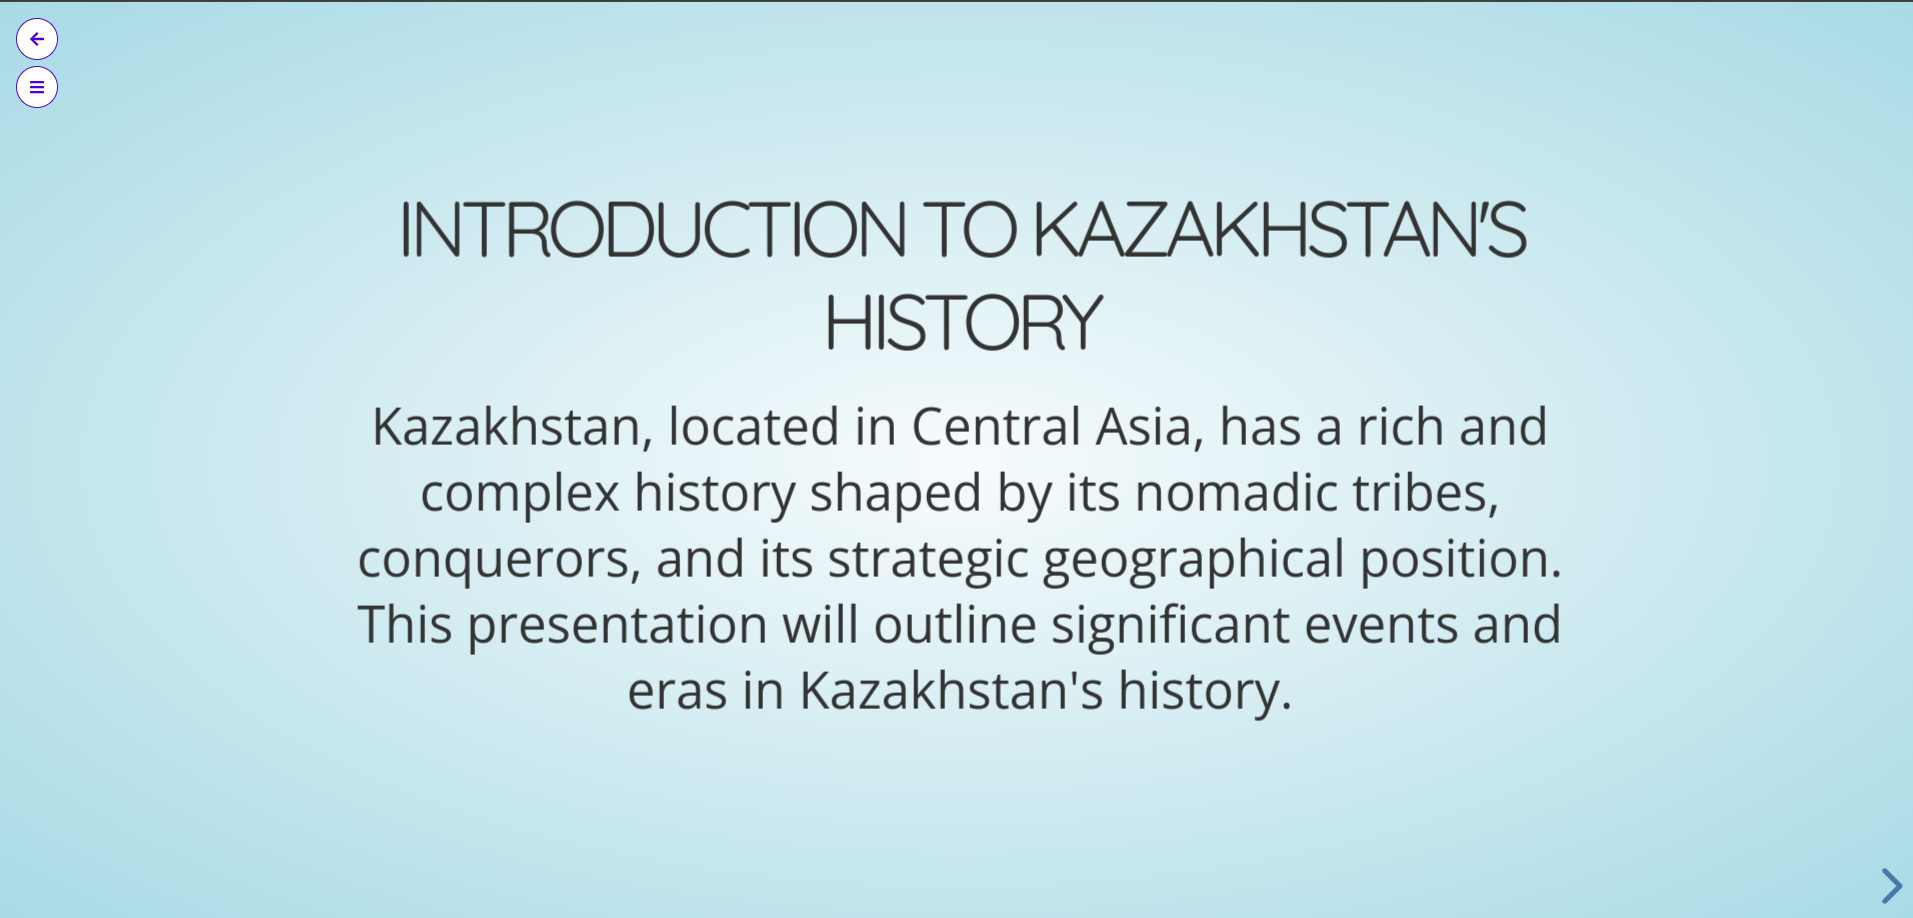 INTRODUCTION TO KAZAKHSTAN'S
HISTORY
Kazakhstan, located in Central Asia, has a rich and
complex history shaped by its nomadic tribes,
conquerors, and its strategic geographical position.
This presentation will outline significant events and
eras in Kazakhstan's history.